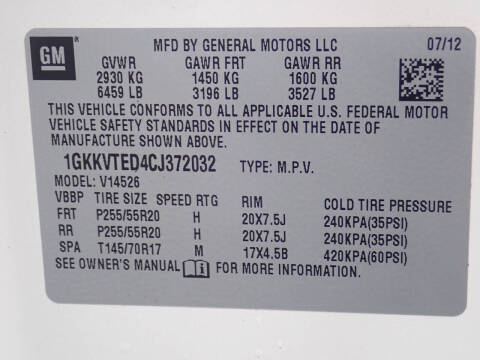 GM
MFD BY GENERAL MOTORS LLC 07/12
GVWR GAWR FRT GAWR RR
2930 KG 1450 KG 1600 KG
6459 LB 3196 LB 3527 LB
THIS VEHICLE CONFORMS TO ALL APPLICABLE U.S. FEDERAL MOTOR
VEHICLE SAFETY STANDARDS IN EFFECT ON THE DATE OF
MANUFACTURE SHOWN ABOVE.
1GKKVTED4CJ372032 TYPE: M.P.V.
MODEL: V14526
VBBP TIRE SIZE SPEED RTG RIM COLD TIRE PRESSURE
FRT P255/55R20 H 20X7.5J 240KPA(35PSI)
RR P255/55R20 H 20X7.5J 240KPA(35PSI)
SPA T145/70R17 M 17X4.5B 420KPA(60PSI)
SEE OWNER'S MANUAL FOR MORE INFORMATION.